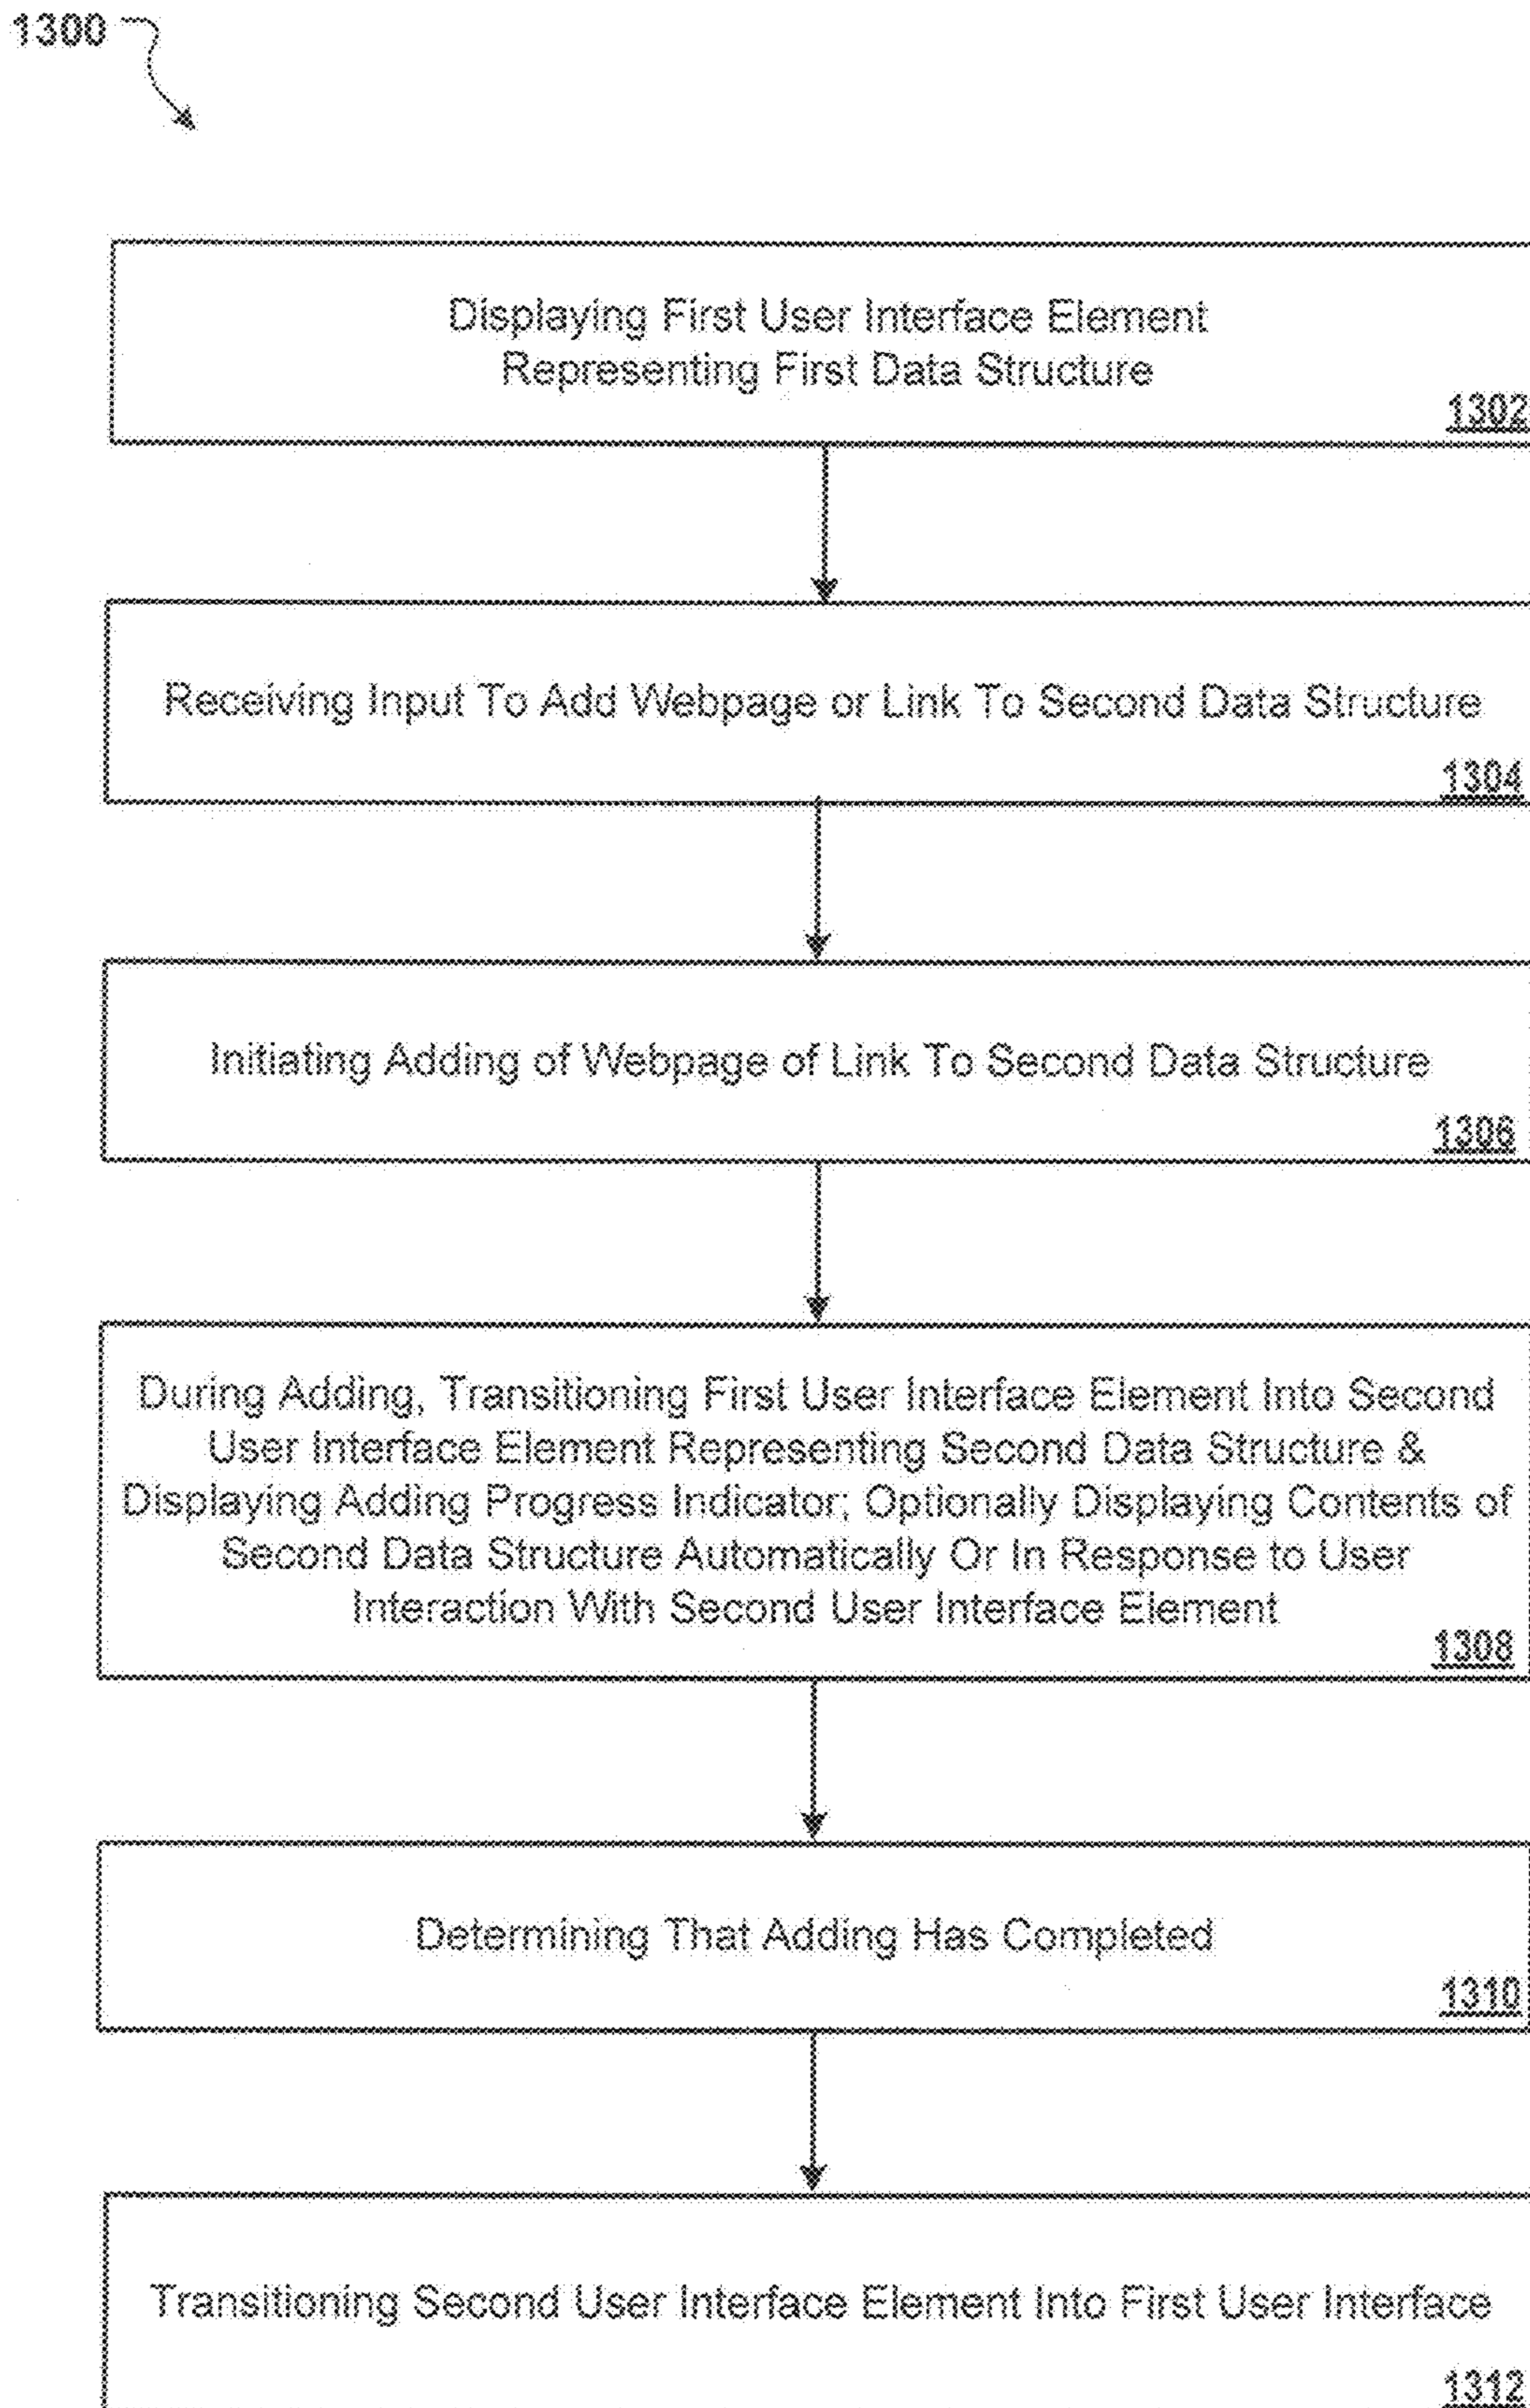 1300
Displaying First User Interface Element
Representing First Data Structure
1302
Receiving Input To Add Webpage or Link To Second Data Structure
1304
Initiating Adding of Webpage of Link To Second Data Structure
1306
During Adding, Transitioning First User Interface Element Into Second
User Interface Element Representing Second Data Structure &
Displaying Adding Progress Indicator; Optionally Displaying Contents of
Second Data Structure Automatically Or In Response to User
Interaction With Second User Interface Element
1308
Determining That Adding Has Completed
1310
Transitioning Second User Interface Element Into First User Interface
1312